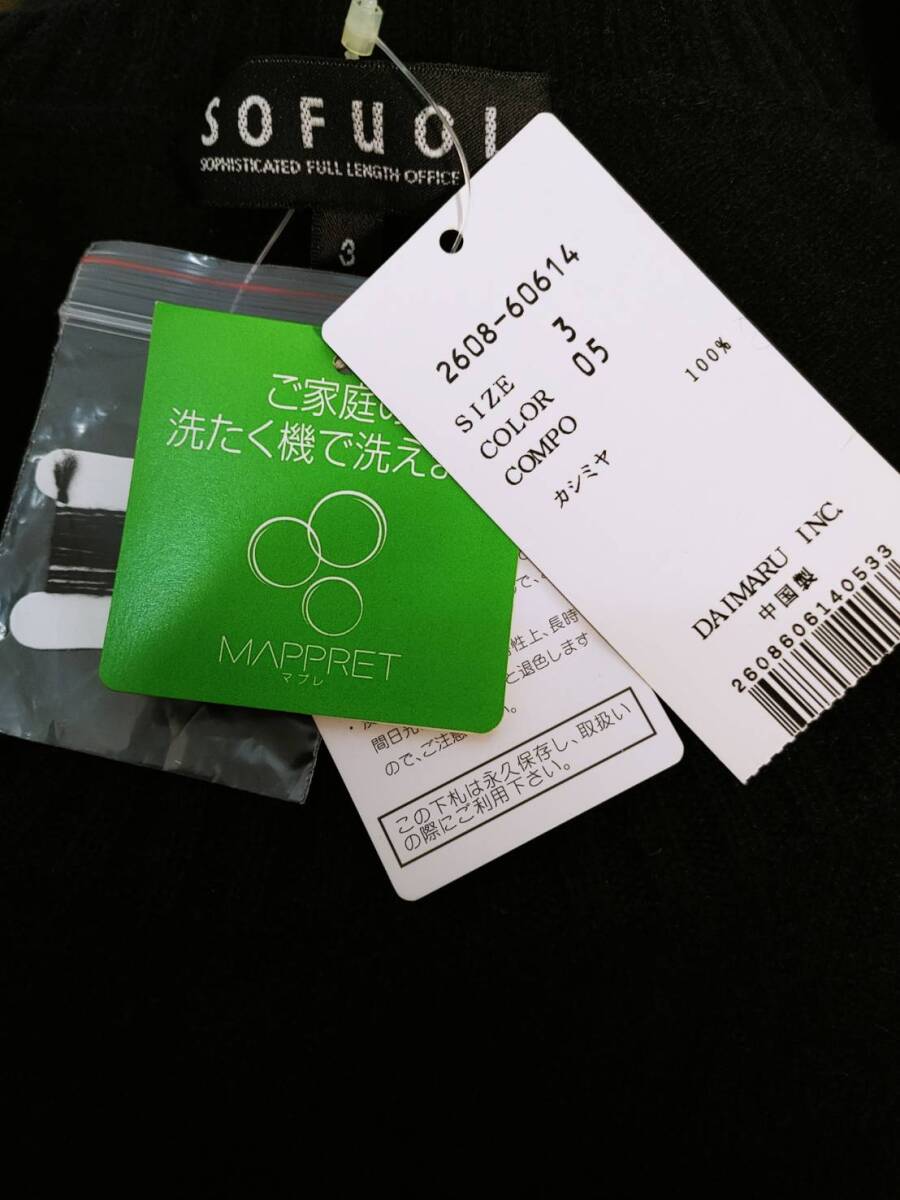 SOFUOL
SOPHISTICATED FULL LENGTH OFFICE
3
2608-60614
SIZE 3
COLOR 05
COMPO
カシミヤ 100%
DAIMARU INC.
中国製
2608606140533
ご家庭の
洗たく機で洗え
MAPPRET
マプレ
性上、長時
と退色します
間日光
ので、ご注意
い。
この下札は永久保存し、取扱い
の際にご利用下さい。